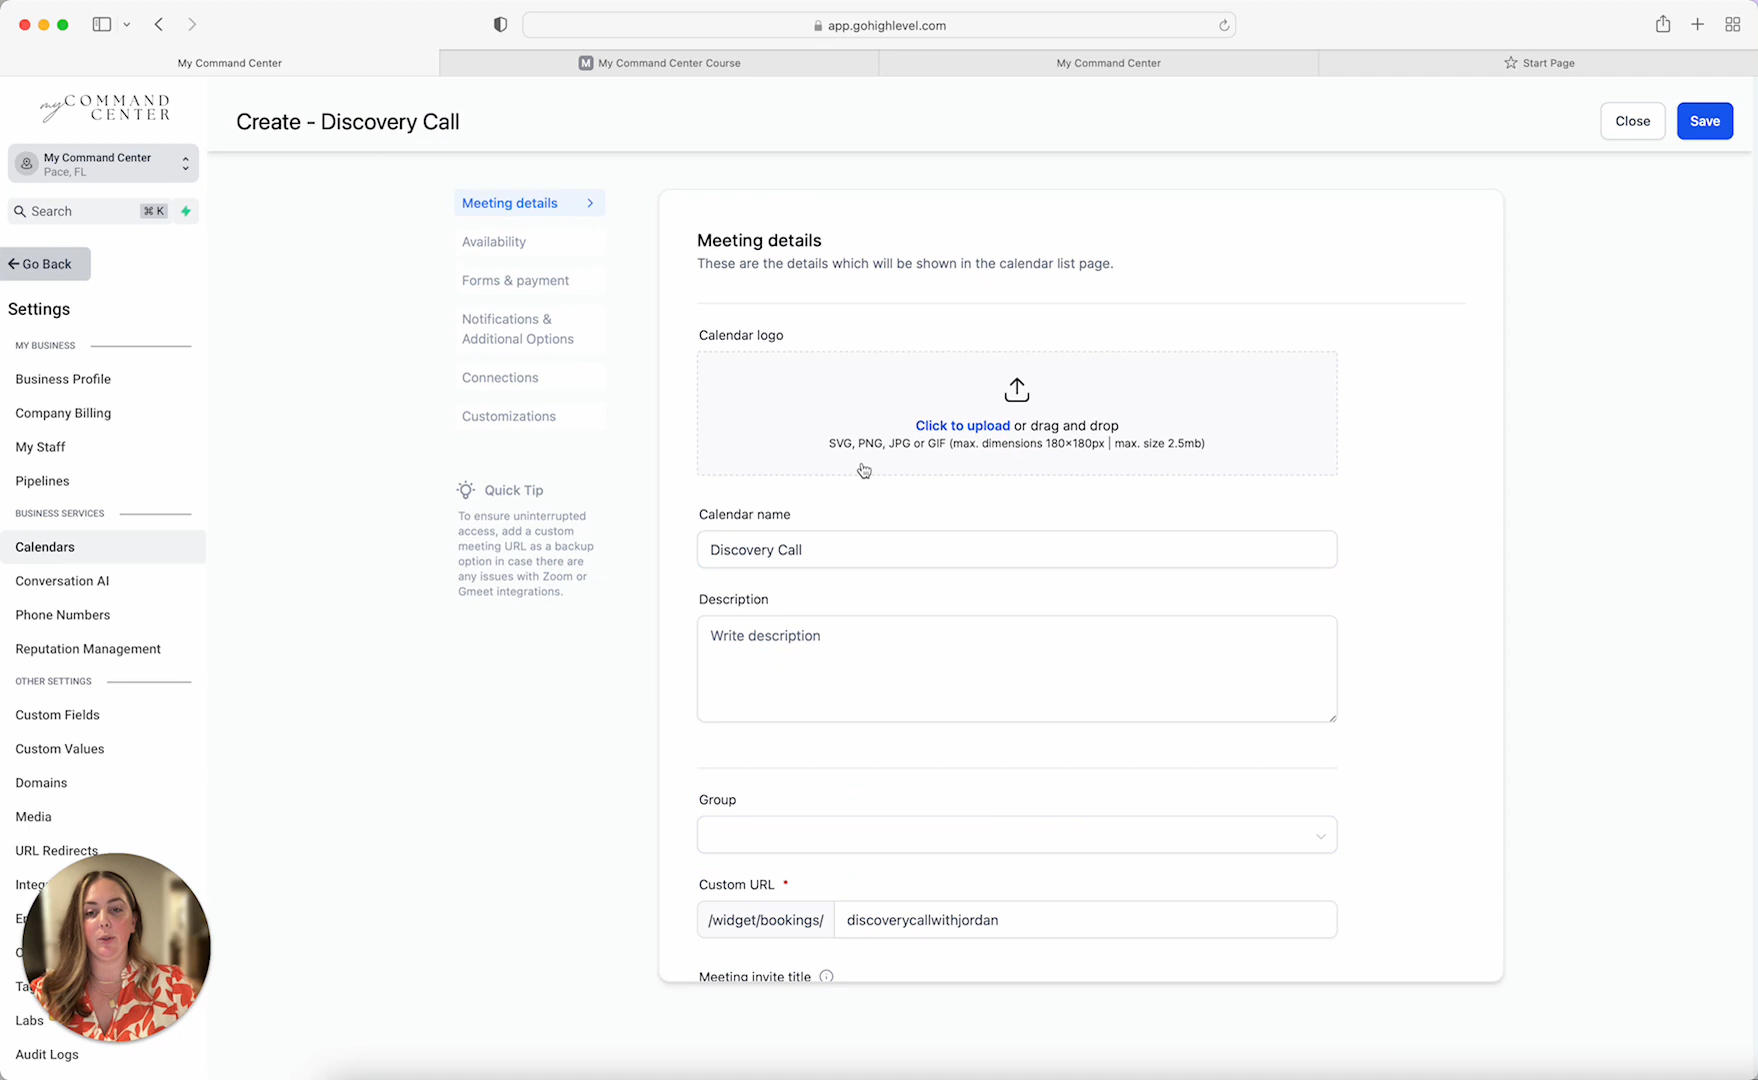 app.gohighlevel.com
My Command Center
M My Command Center Course
My Command Center
Start Page
my COMMAND
CENTER
My Command Center
Pace, FL
Search
⌘ K
Go Back
Settings
MY BUSINESS
Business Profile
Company Billing
My Staff
Pipelines
BUSINESS SERVICES
Calendars
Conversation AI
Phone Numbers
Reputation Management
OTHER SETTINGS
Custom Fields
Custom Values
Domains
Media
URL Redirects
Labs
Audit Logs
Create - Discovery Call
Close
Save
Meeting details
Availability
Forms & payment
Notifications &
Additional Options
Connections
Customizations
Quick Tip
To ensure uninterrupted
access, add a custom
meeting URL as a backup
option in case there are
any issues with Zoom or
Gmeet integrations.
Meeting details
These are the details which will be shown in the calendar list page.
Calendar logo
Click to upload or drag and drop
SVG, PNG, JPG or GIF (max. dimensions 180×180px | max. size 2.5mb)
Calendar name
Discovery Call
Description
Write description
Group
Custom URL *
/widget/bookings/ discoverycallwithjordan
Meeting invite title